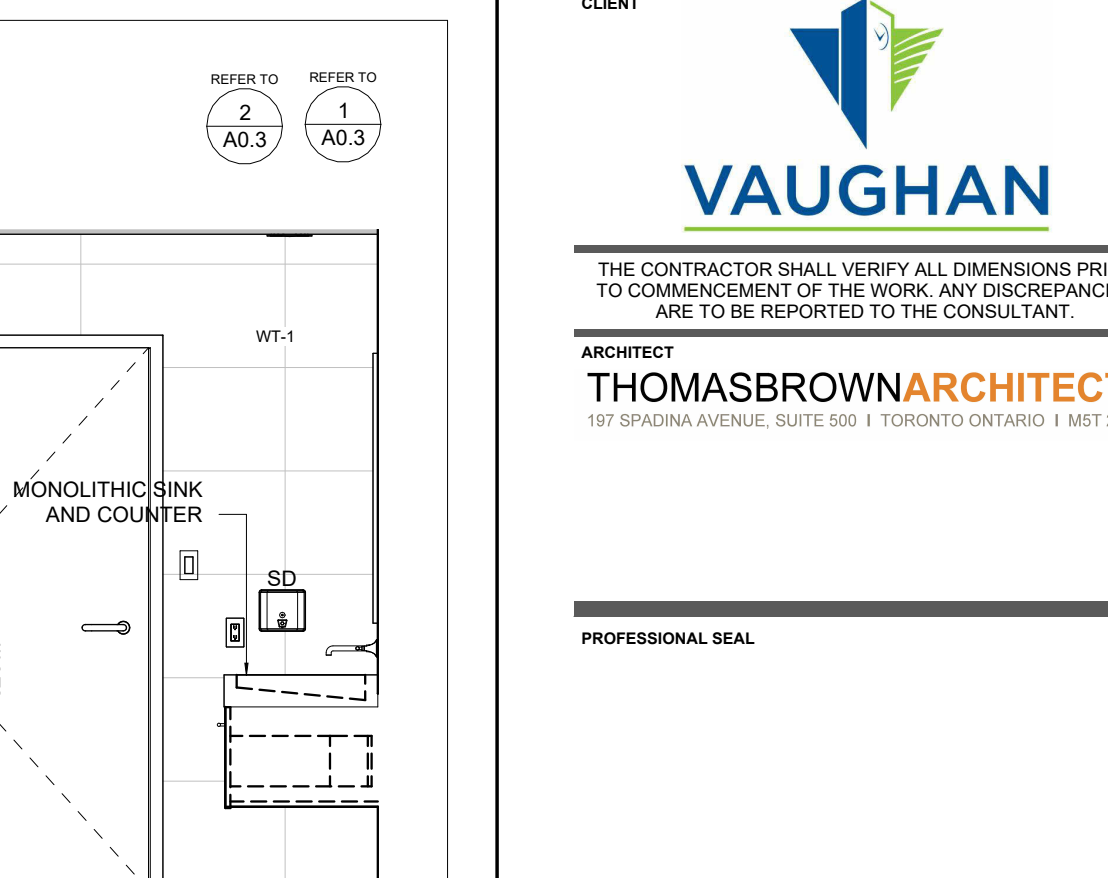 REFER TO
2
A0.3
REFER TO
1
A0.3
WT-1
MONOLITHIC SINK
AND COUNTER
SD
CLIENT
VAUGHAN
THE CONTRACTOR SHALL VERIFY ALL DIMENSIONS
TO COMMENCEMENT OF THE WORK. ANY
ARE TO BE REPORTED TO THE CONSULTANT.
ARCHITECT
THOMASBROWNARCHITECT
197 SPADINA AVENUE, SUITE 500 I TORONTO ONTARIO I M5T
PROFESSIONAL SEAL